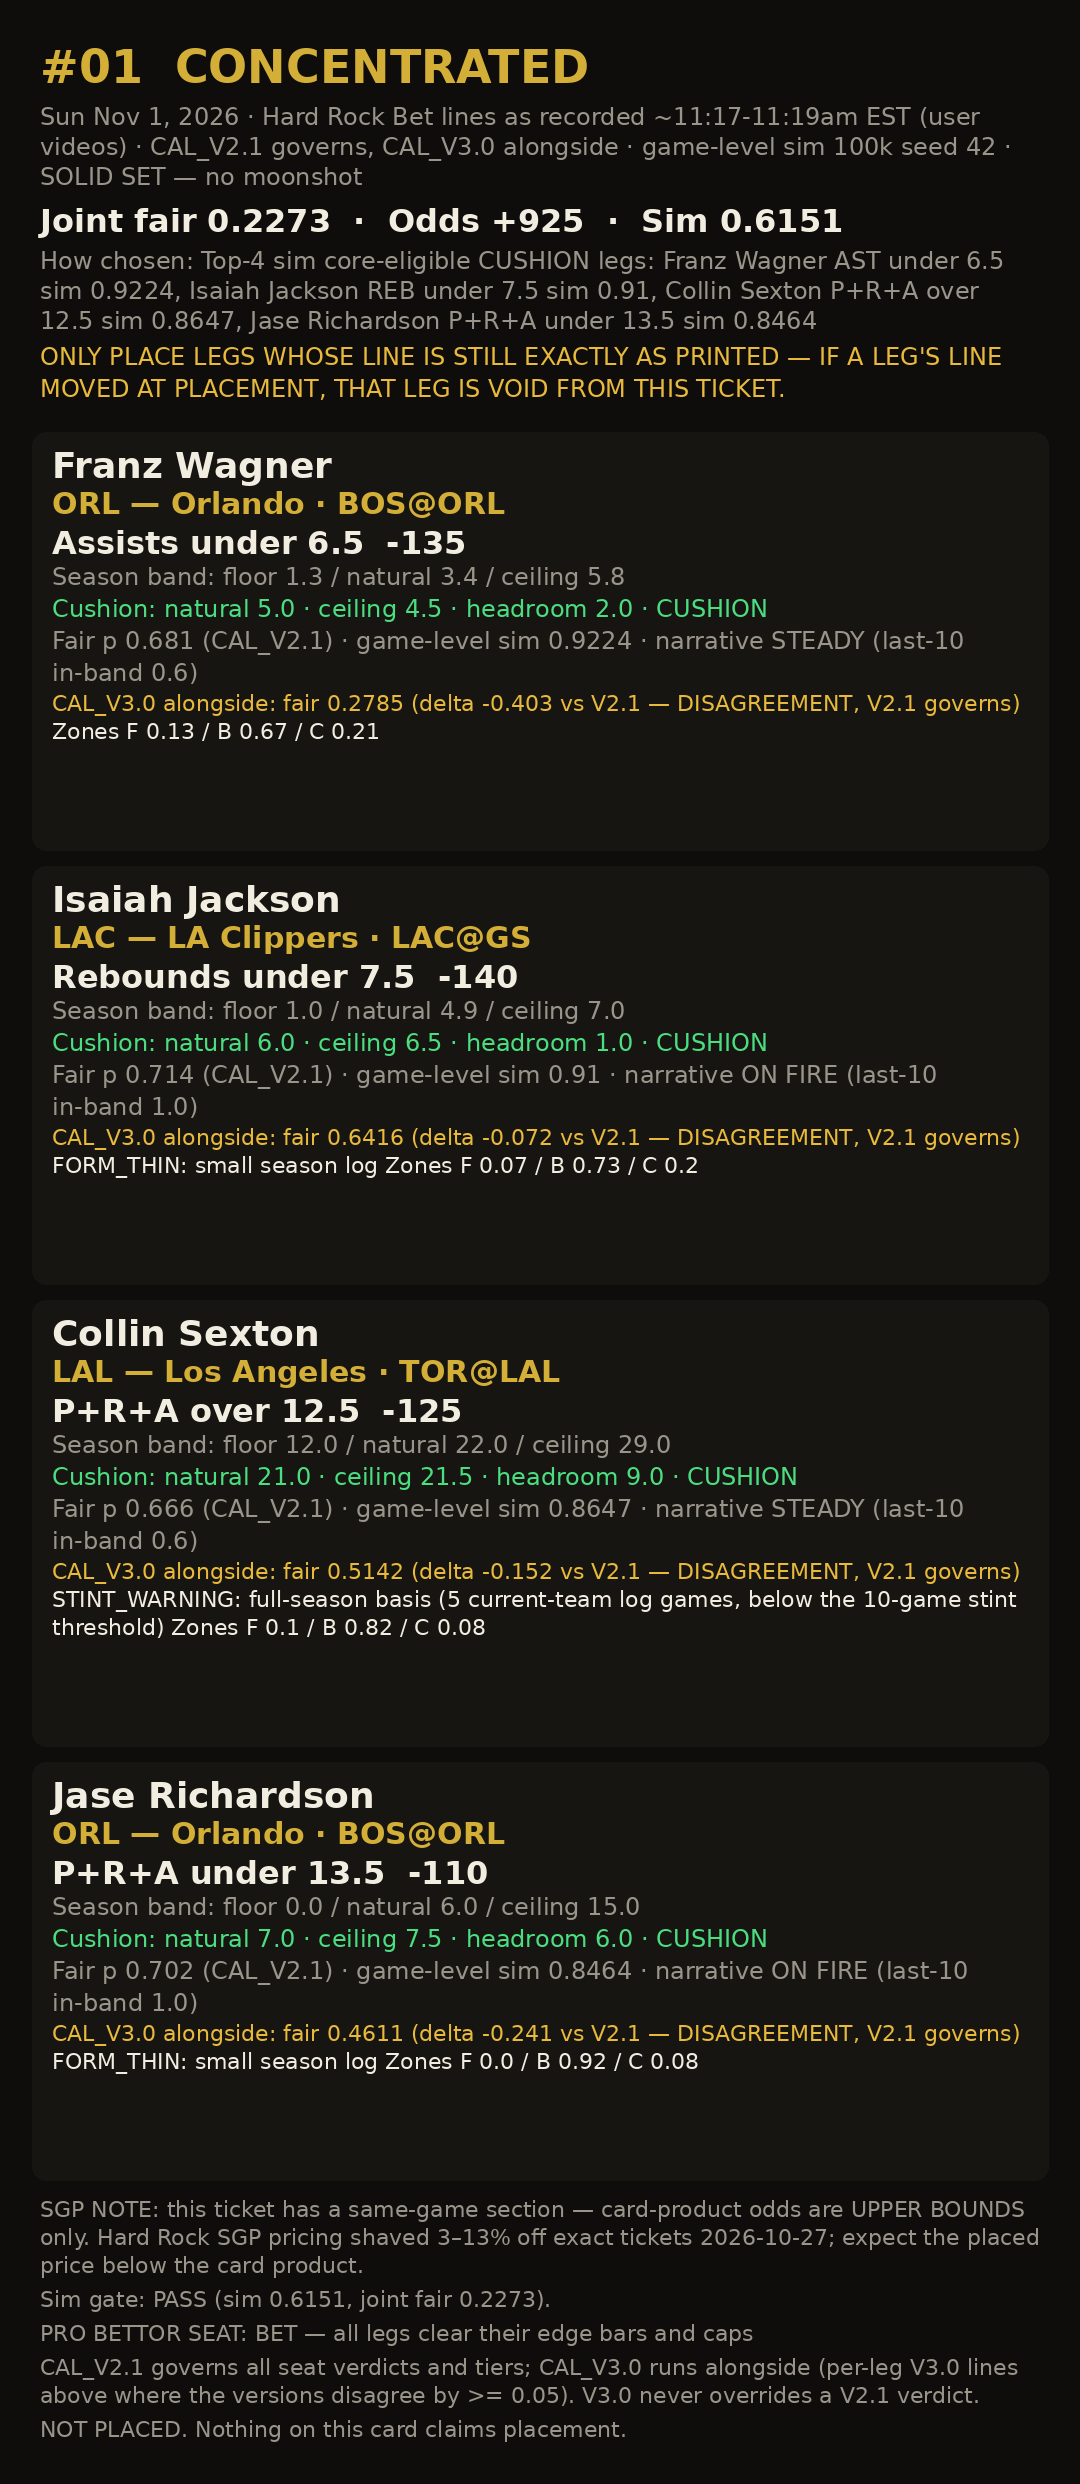 #01 CONCENTRATED
Sun Nov 1, 2026 · Hard Rock Bet lines as recorded ~11:17-11:19am EST (user
videos) · CAL_V2.1 governs, CAL_V3.0 alongside · game-level sim 100k seed 42 ·
SOLID SET — no moonshot
Joint fair 0.2273 · Odds +925 · Sim 0.6151
How chosen: Top-4 sim core-eligible CUSHION legs: Franz Wagner AST under 6.5
sim 0.9224, Isaiah Jackson REB under 7.5 sim 0.91, Collin Sexton P+R+A over
12.5 sim 0.8647, Jase Richardson P+R+A under 13.5 sim 0.8464
ONLY PLACE LEGS WHOSE LINE IS STILL EXACTLY AS PRINTED — IF A LEG'S LINE
MOVED AT PLACEMENT, THAT LEG IS VOID FROM THIS TICKET.
Franz Wagner
ORL — Orlando · BOS@ORL
Assists under 6.5 -135
Season band: floor 1.3 / natural 3.4 / ceiling 5.8
Cushion: natural 5.0 · ceiling 4.5 · headroom 2.0 · CUSHION
Fair p 0.681 (CAL_V2.1) · game-level sim 0.9224 · narrative STEADY (last-10
in-band 0.6)
CAL_V3.0 alongside: fair 0.2785 (delta -0.403 vs V2.1 — DISAGREEMENT, V2.1 governs)
Zones F 0.13 / B 0.67 / C 0.21
Isaiah Jackson
LAC — LA Clippers · LAC@GS
Rebounds under 7.5 -140
Season band: floor 1.0 / natural 4.9 / ceiling 7.0
Cushion: natural 6.0 · ceiling 6.5 · headroom 1.0 · CUSHION
Fair p 0.714 (CAL_V2.1) · game-level sim 0.91 · narrative ON FIRE (last-10
in-band 1.0)
CAL_V3.0 alongside: fair 0.6416 (delta -0.072 vs V2.1 — DISAGREEMENT, V2.1 governs)
FORM_THIN: small season log Zones F 0.07 / B 0.73 / C 0.2
Collin Sexton
LAL — Los Angeles · TOR@LAL
P+R+A over 12.5 -125
Season band: floor 12.0 / natural 22.0 / ceiling 29.0
Cushion: natural 21.0 · ceiling 21.5 · headroom 9.0 · CUSHION
Fair p 0.666 (CAL_V2.1) · game-level sim 0.8647 · narrative STEADY (last-10
in-band 0.6)
CAL_V3.0 alongside: fair 0.5142 (delta -0.152 vs V2.1 — DISAGREEMENT, V2.1 governs)
STINT_WARNING: full-season basis (5 current-team log games, below the 10-game stint
threshold) Zones F 0.1 / B 0.82 / C 0.08
Jase Richardson
ORL — Orlando · BOS@ORL
P+R+A under 13.5 -110
Season band: floor 0.0 / natural 6.0 / ceiling 15.0
Cushion: natural 7.0 · ceiling 7.5 · headroom 6.0 · CUSHION
Fair p 0.702 (CAL_V2.1) · game-level sim 0.8464 · narrative ON FIRE (last-10
in-band 1.0)
CAL_V3.0 alongside: fair 0.4611 (delta -0.241 vs V2.1 — DISAGREEMENT, V2.1 governs)
FORM_THIN: small season log Zones F 0.0 / B 0.92 / C 0.08
SGP NOTE: this ticket has a same-game section — card-product odds are UPPER BOUNDS
only. Hard Rock SGP pricing shaved 3–13% off exact tickets 2026-10-27; expect the placed
price below the card product.
Sim gate: PASS (sim 0.6151, joint fair 0.2273).
PRO BETTOR SEAT: BET — all legs clear their edge bars and caps
CAL_V2.1 governs all seat verdicts and tiers; CAL_V3.0 runs alongside (per-leg V3.0 lines
above where the versions disagree by >= 0.05). V3.0 never overrides a V2.1 verdict.
NOT PLACED. Nothing on this card claims placement.